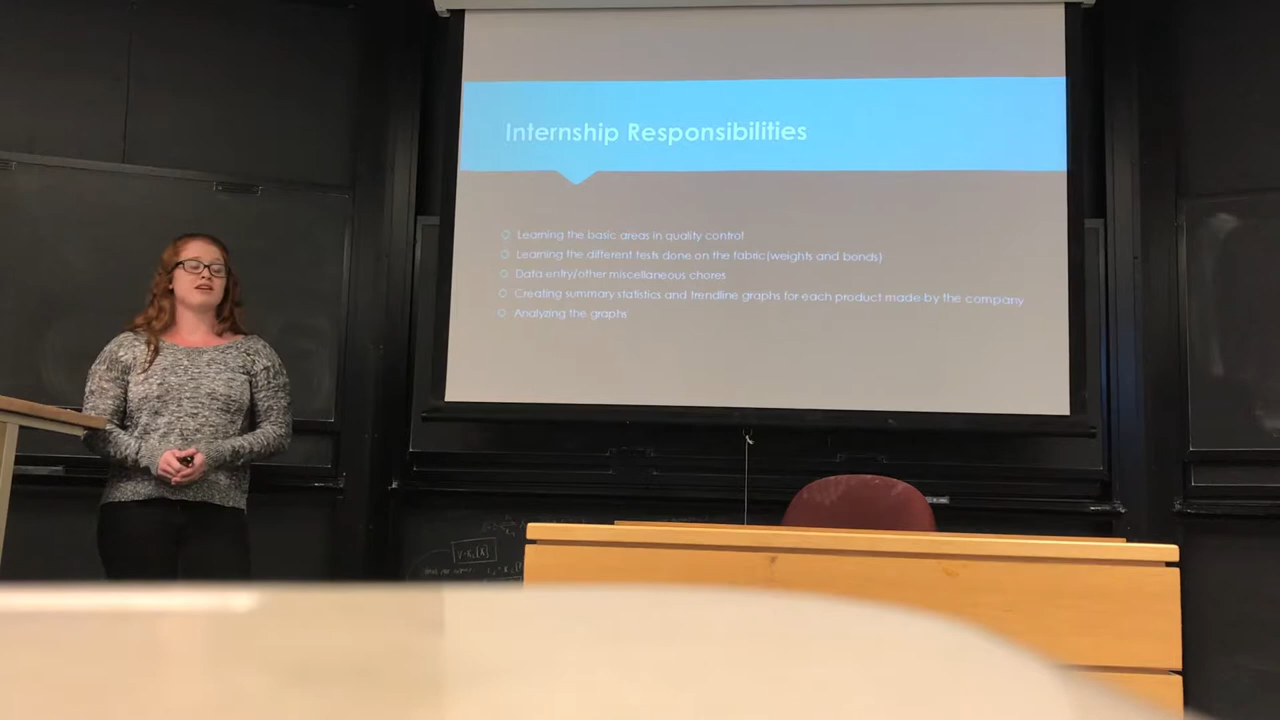 Internship Responsibilities
Learning the basic areas in quality control
Learning the different tests done on the fabric(weights and bonds)
Data entry/other miscellaneous chores
Creating summary statistics and trendline graphs for each product made by the company
Analyzing the graphs